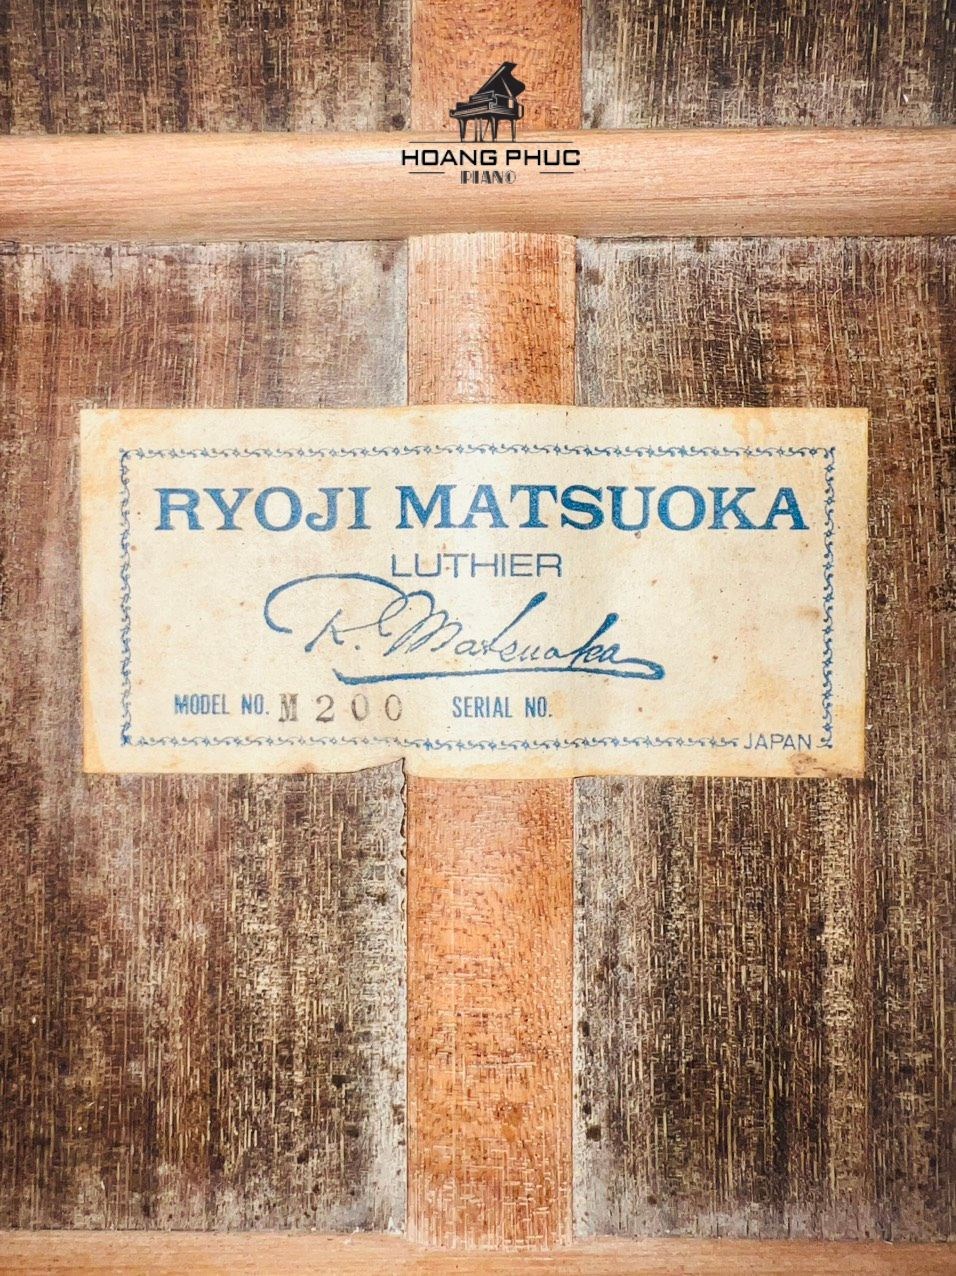 HOANG PHUC
PIANO
RYOJI MATSUOKA
LUTHIER
R. Matsuoka
MODEL NO. M 200 SERIAL NO.
JAPAN